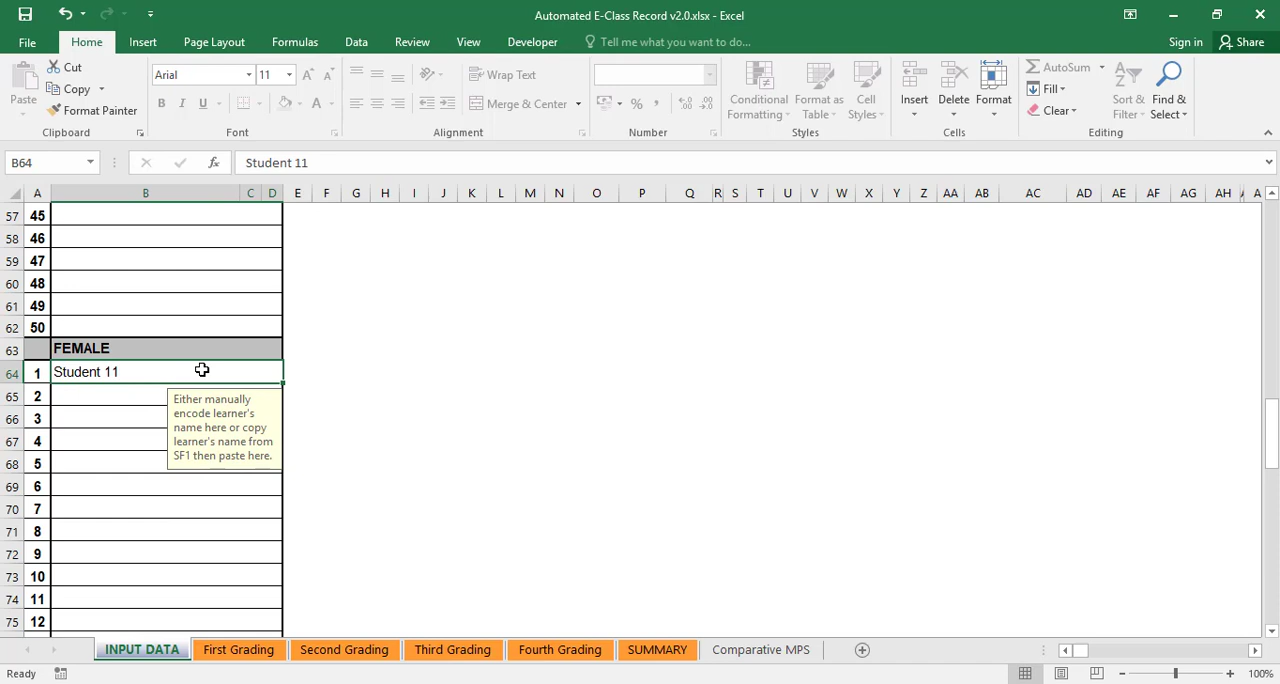 Automated E-Class Record v2.0.xlsx - Excel
File Home Insert Page Layout Formulas Data Review View Developer Tell me what you want to do... Sign in Share
Paste
Cut
Copy
Format Painter
Clipboard
Arial 11
B I U
Font
Wrap Text
Merge & Center
Alignment
%
Number
Conditional Formatting
Format as Table
Cell Styles
Styles
Insert
Delete
Format
Cells
AutoSum
Fill
Clear
Sort & Filter
Find & Select
Editing
B64 fx Student 11
A B C D E F G H I J K L M N O P Q R S T U V W X Y Z AA AB AC AD AE AF AG AH A
57 45
58 46
59 47
60 48
61 49
62 50
63 FEMALE
64 1 Student 11
65 2
66 3
67 4
68 5
69 6
70 7
71 8
72 9
73 10
74 11
75 12
Either manually
encode learner's
name here or copy
learner's name from
SF1 then paste here.
INPUT DATA First Grading Second Grading Third Grading Fourth Grading SUMMARY Comparative MPS
Ready 100%